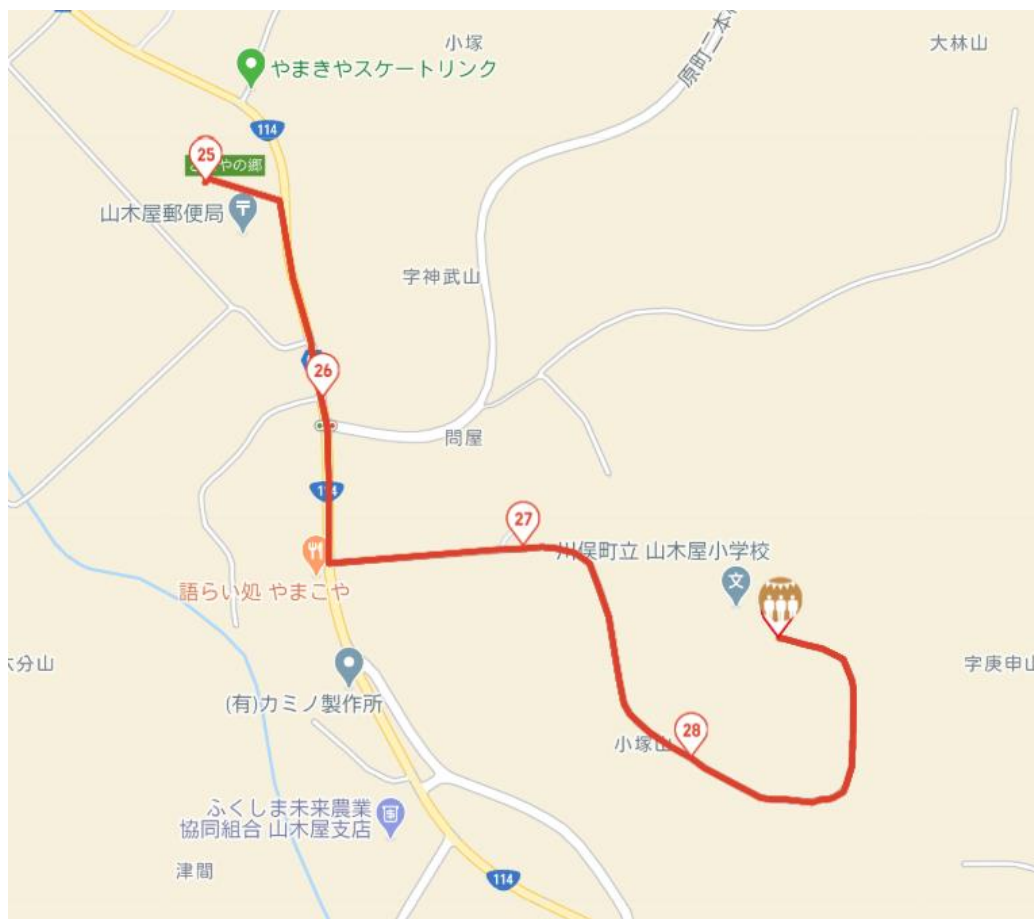 小塚
大林山
原町二本
やまきやスケートリンク
114
25
やの郷
山木屋郵便局
字神武山
26
問屋
114
27
川俣町立 山木屋小学校
文
語らい処 やまこや
分山
字庚申山
(有)カミノ製作所
28
小塚山
ふくしま未来農業
協同組合 山木屋支店
津間
114